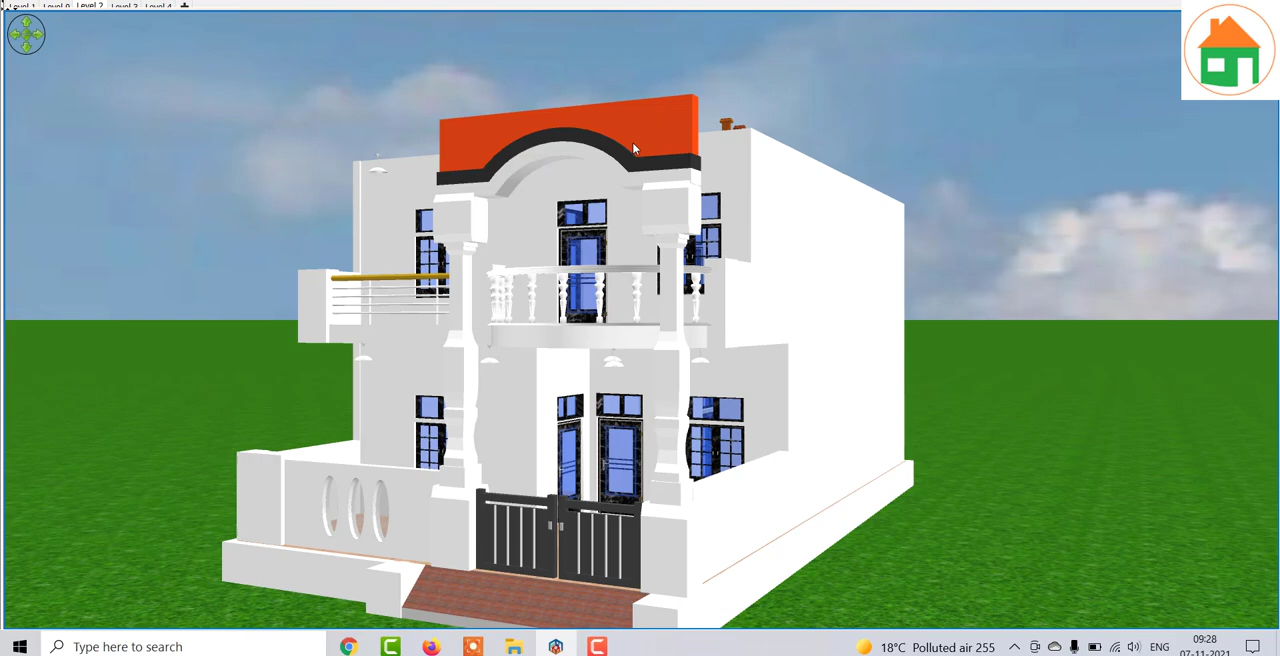 Level 1 Level 0 Level 2 Level 3 Level 4
Type here to search
18°C Polluted air 255
ENG
09:28
07-11-2021